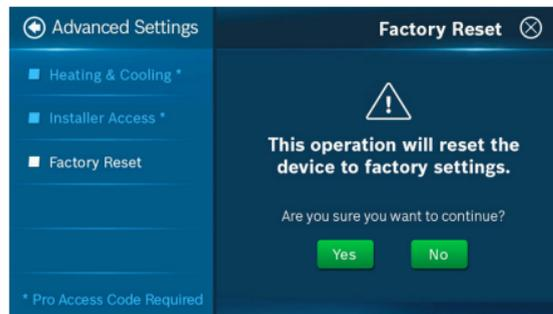 Advanced Settings
Heating & Cooling *
Installer Access *
Factory Reset
* Pro Access Code Required
Factory Reset
This operation will reset the
device to factory settings.
Are you sure you want to continue?
Yes No